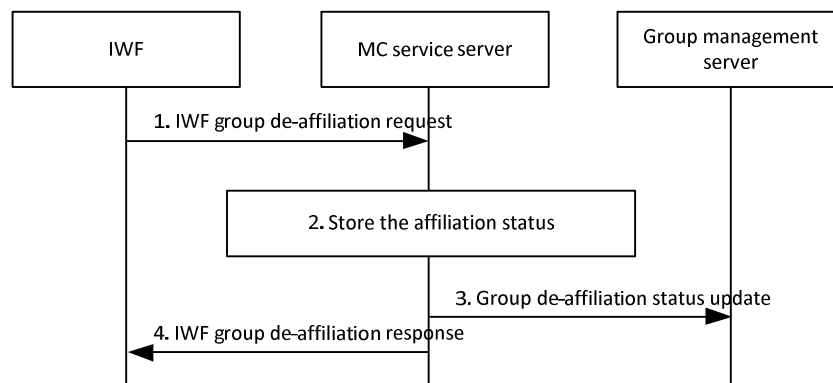 IWF
MC service server
Group management
server
1. IWF group de-affiliation request
2. Store the affiliation status
3. Group de-affiliation status update
4. IWF group de-affiliation response